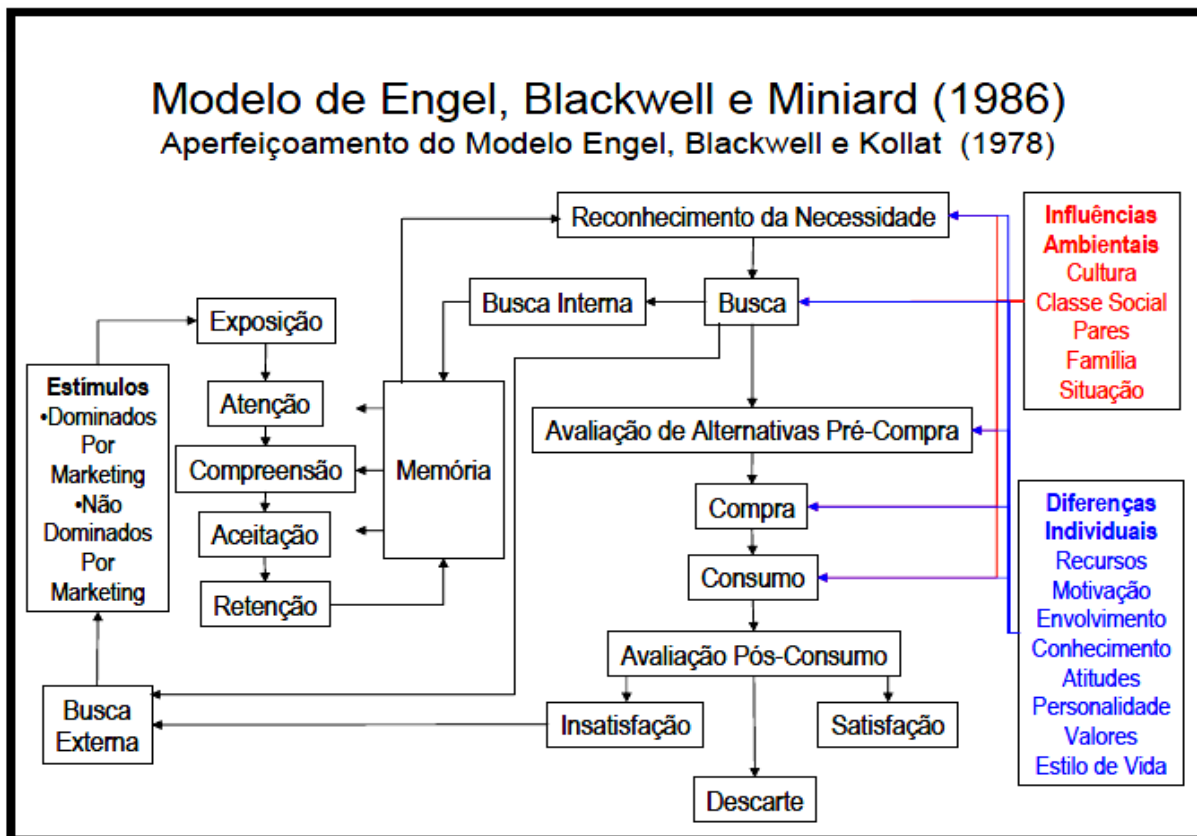 Modelo de Engel, Blackwell e Miniard (1986)
Aperfeiçoamento do Modelo Engel, Blackwell e Kollat (1978)
Reconhecimento da Necessidade
Busca Interna
Busca
Exposição
Atenção
Compreensão
Aceitação
Retenção
Memória
Estímulos
•Dominados
Por
Marketing
•Não
Dominados
Por
Marketing
Busca
Externa
Avaliação de Alternativas Pré-Compra
Compra
Consumo
Avaliação Pós-Consumo
Insatisfação
Satisfação
Descarte
Influências
Ambientais
Cultura
Classe Social
Pares
Família
Situação
Diferenças
Individuais
Recursos
Motivação
Envolvimento
Conhecimento
Atitudes
Personalidade
Valores
Estilo de Vida